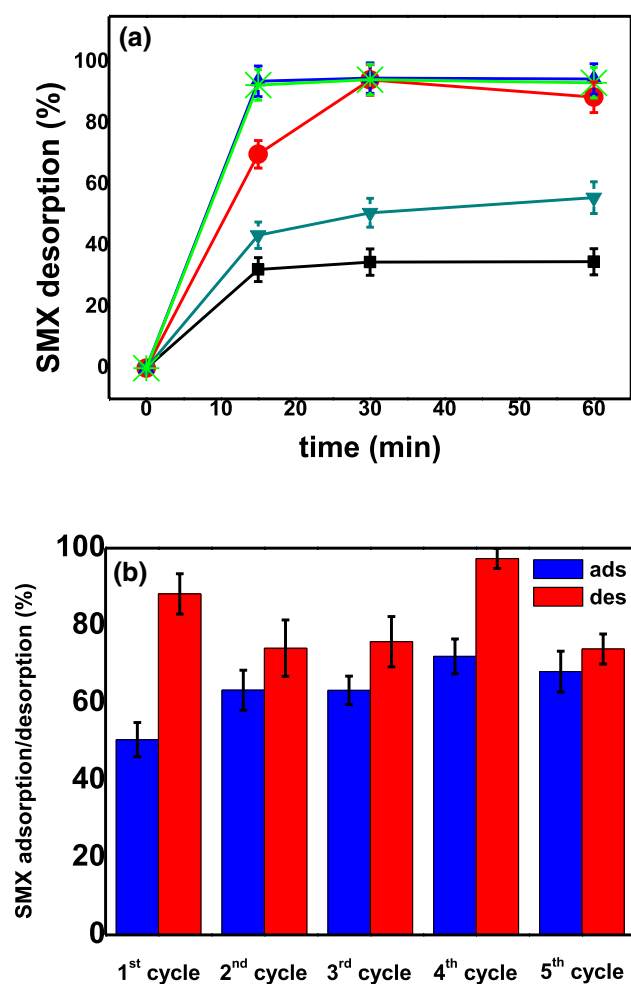 (a)
SMX desorption (%)
100
80
60
40
20
0
0 10 20 30 40 50 60
time (min)
(b)
SMX adsorption/desorption (%)
100
80
60
40
20
0
ads
des
1st cycle 2nd cycle 3rd cycle 4th cycle 5th cycle